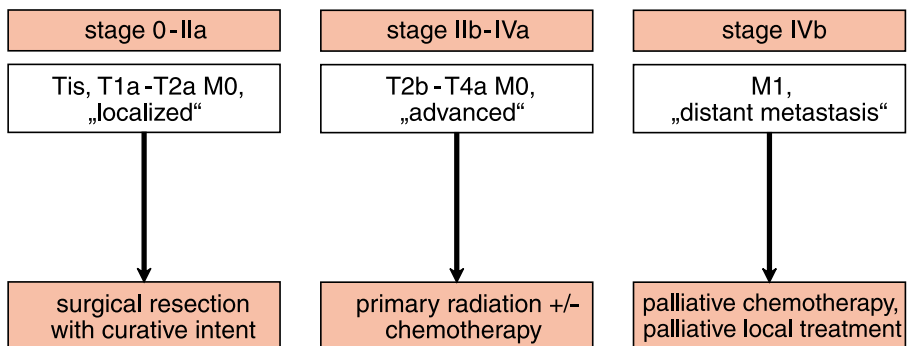 stage 0-IIa
Tis, T1a-T2a M0,
„localized“
surgical resection
with curative intent
stage IIb-IVa
T2b-T4a M0,
„advanced“
primary radiation +/-
chemotherapy
stage IVb
M1,
„distant metastasis“
palliative chemotherapy,
palliative local treatment